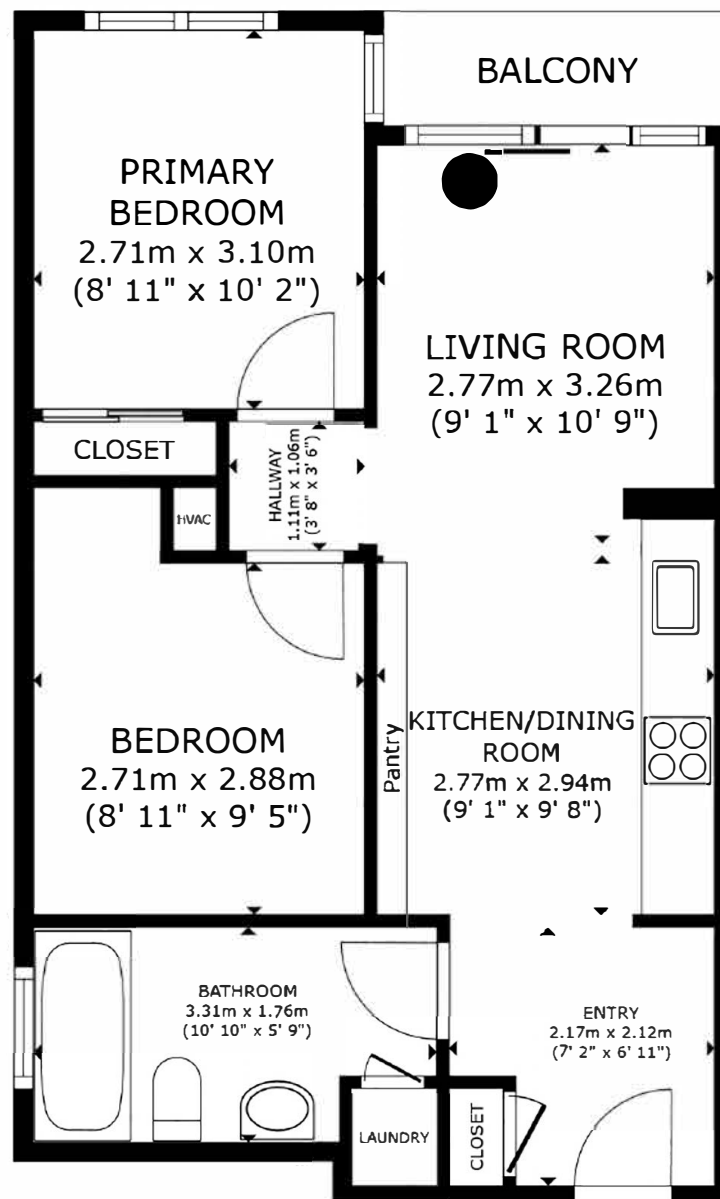 BALCONY
PRIMARY
BEDROOM
2.71m x 3.10m
(8' 11" x 10' 2")
LIVING ROOM
2.77m x 3.26m
(9' 1" x 10' 9")
CLOSET
HALLWAY
1.11m x 1.06m
(3' 8" x 3' 6")
HVAC
BEDROOM
2.71m x 2.88m
(8' 11" x 9' 5")
Pantry
KITCHEN/DINING
ROOM
2.77m x 2.94m
(9' 1" x 9' 8")
BATHROOM
3.31m x 1.76m
(10' 10" x 5' 9")
ENTRY
2.17m x 2.12m
(7' 2" x 6' 11")
LAUNDRY
CLOSET